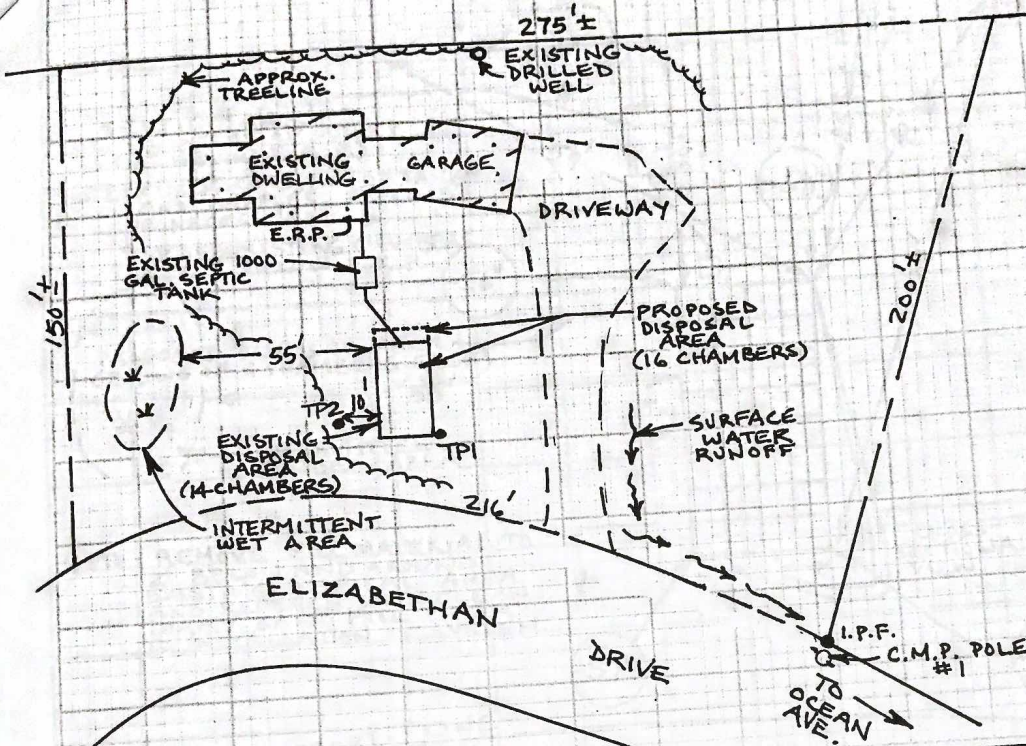 275'±
EXISTING
DRILLED
WELL
APPROX.
TREELINE
EXISTING
DWELLING
GARAGE
DRIVEWAY
E.R.P.
EXISTING 1000
GAL. SEPTIC
TANK
150'±
200'±
PROPOSED
DISPOSAL
AREA
(16 CHAMBERS)
55'
TP2
10'
TP1
SURFACE
WATER
RUNOFF
EXISTING
DISPOSAL
AREA
(14 CHAMBERS)
216'
INTERMITTENT
WET AREA
ELIZABETHAN
DRIVE
I.P.F.
C.M.P. POLE
#1
TO
OCEAN
AVE.